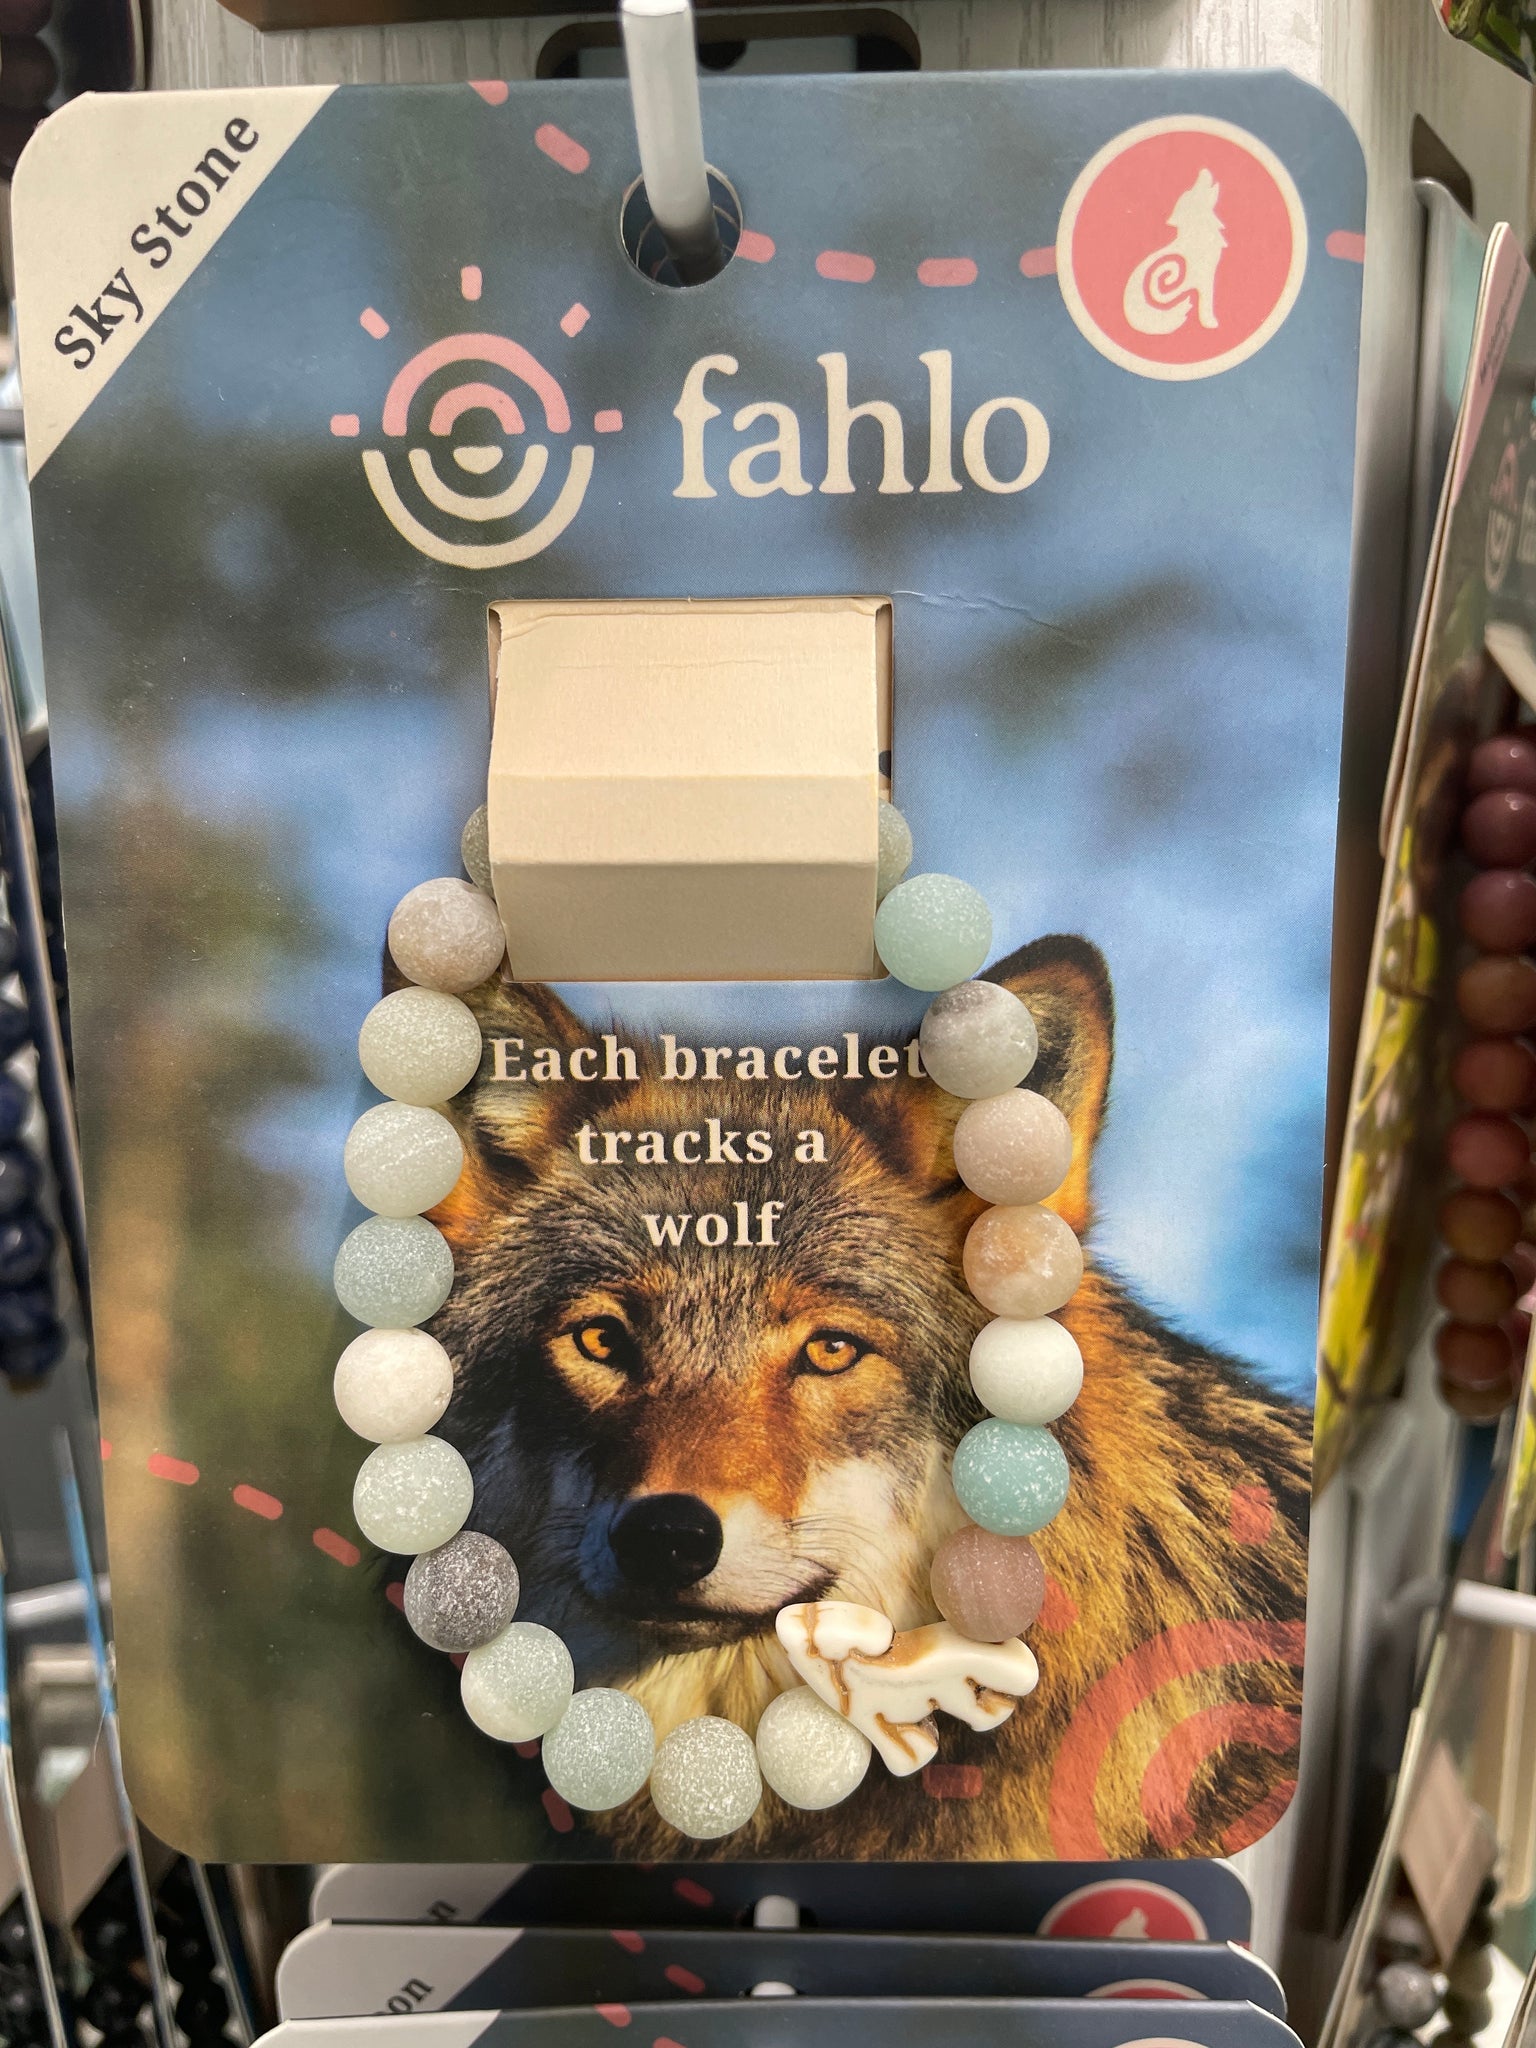 Sky Stone
fahlo
Each bracelet
tracks a
wolf